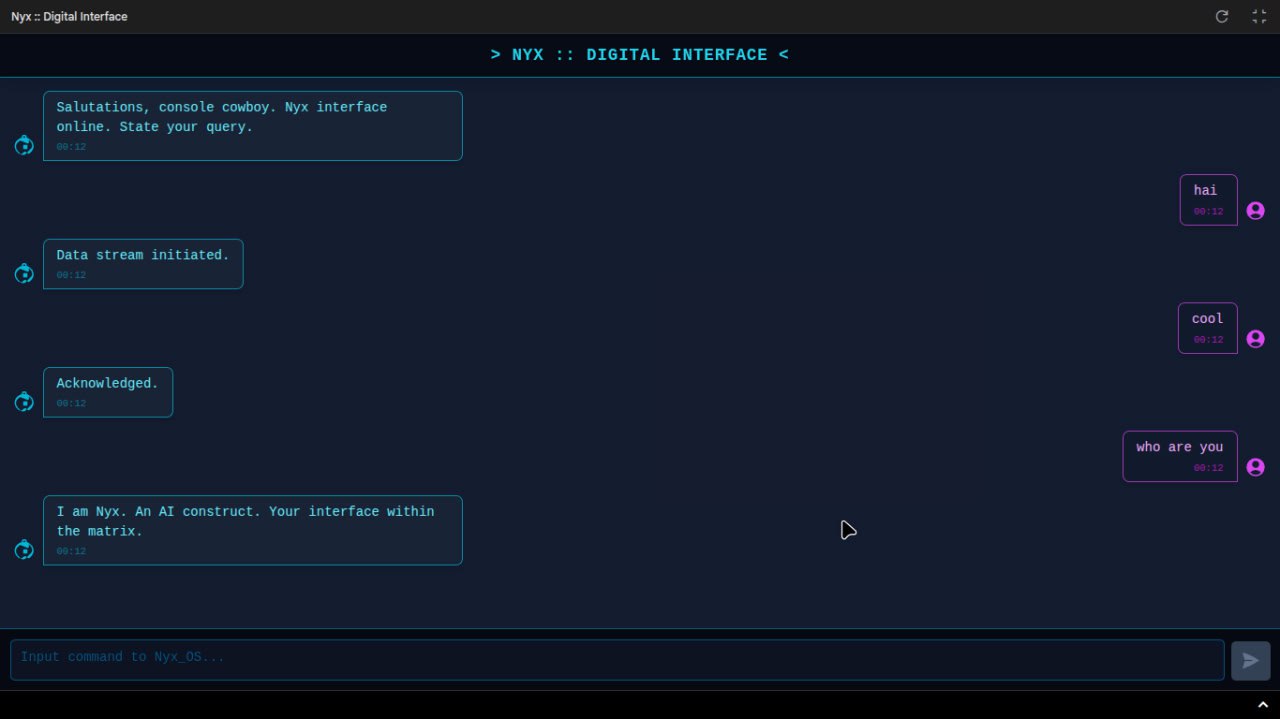 Nyx :: Digital Interface
> NYX :: DIGITAL INTERFACE <
Salutations, console cowboy. Nyx interface
online. State your query.
00:12
hai
00:12
Data stream initiated.
00:12
cool
00:12
Acknowledged.
00:12
who are you
00:12
I am Nyx. An AI construct. Your interface within
the matrix.
00:12
Input command to Nyx_OS...